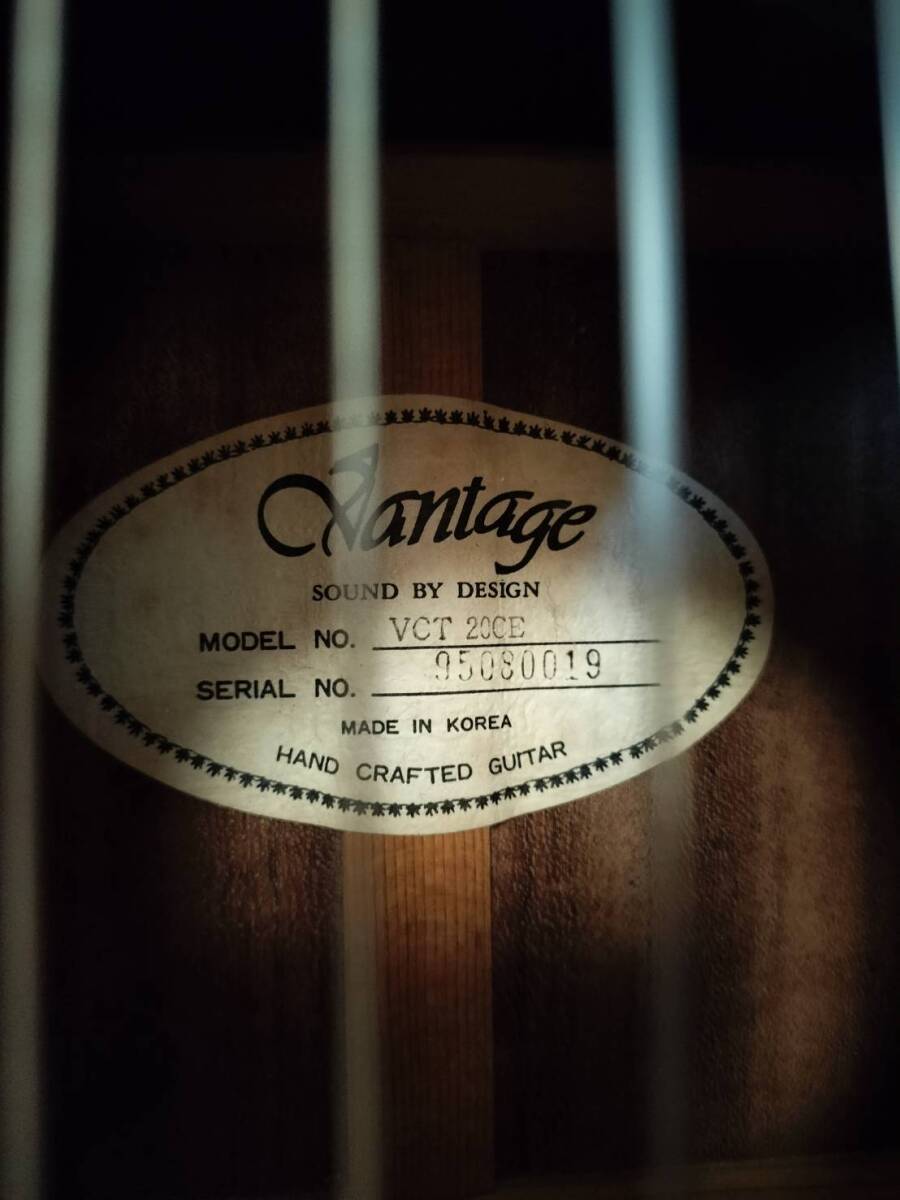 Vantage
SOUND BY DESIGN
MODEL NO. VCT 20CE
SERIAL NO. 95080019
MADE IN KOREA
HAND CRAFTED GUITAR